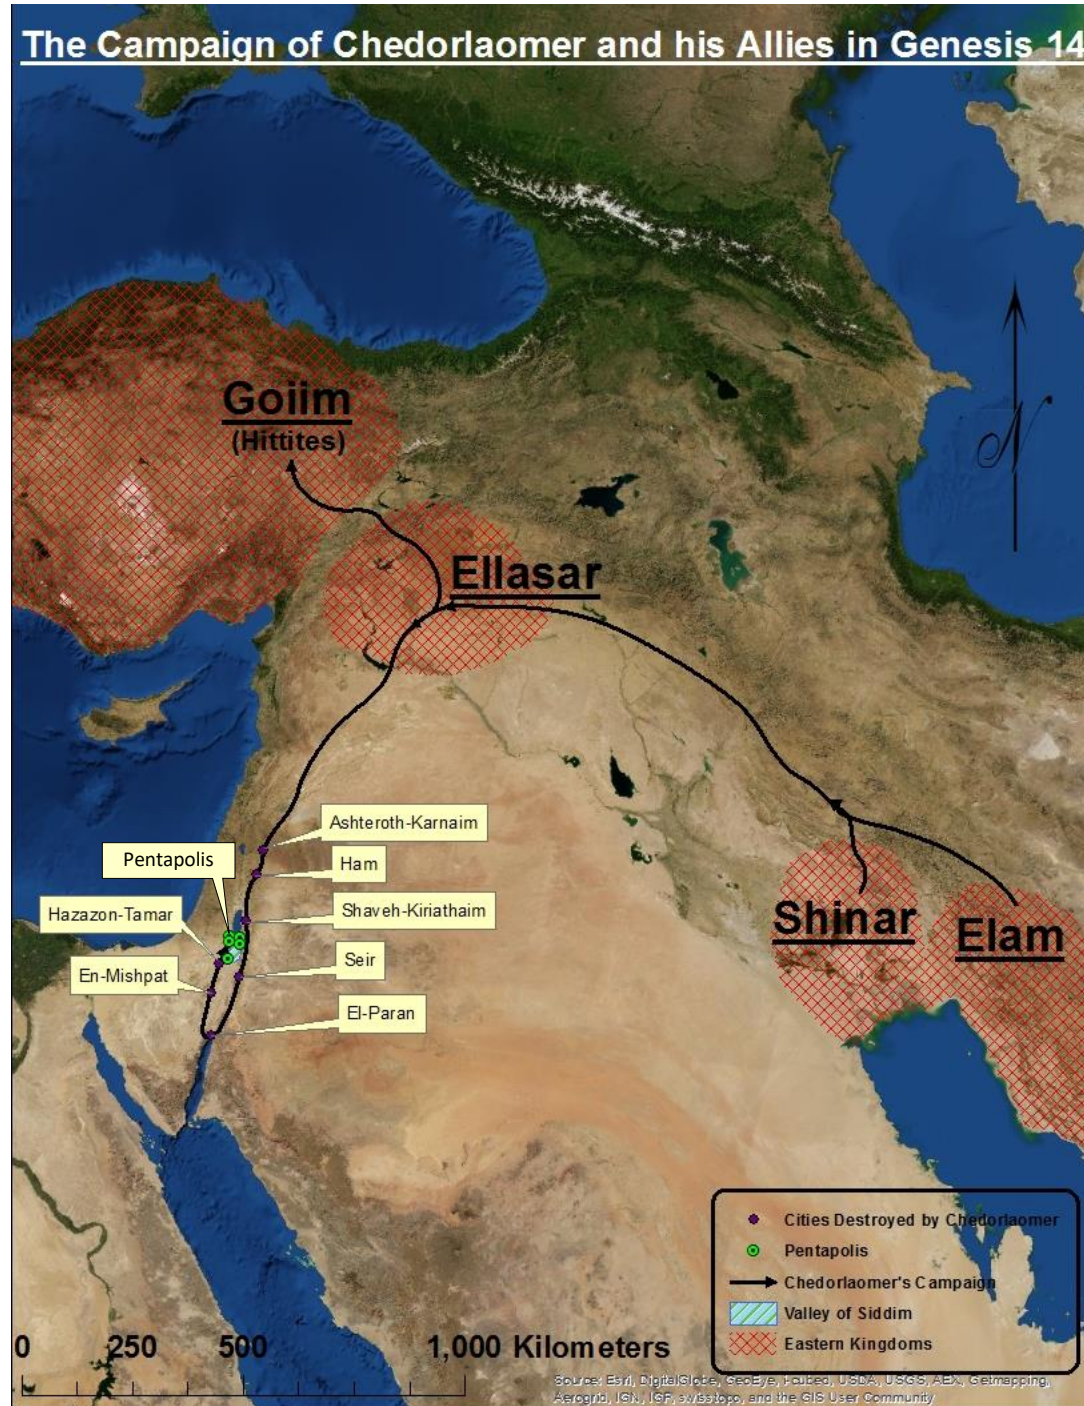 The Campaign of Chedorlaomer and his Allies in Genesis 14
Goiim
(Hittites)
Ellasar
Ashteroth-Karnaim
Pentapolis
Ham
Hazazon-Tamar
Shaveh-Kiriathaim
Shinar
Elam
En-Mishpat
Seir
El-Paran
N
Cities Destroyed by Chedorlaomer
Pentapolis
Chedorlaomer's Campaign
Valley of Siddim
Eastern Kingdoms
0 250 500 1,000 Kilometers
Source: Esri, DigitalGlobe, GeoEye, i-cubed, USDA, USGS, AEX, Getmapping,
Aerogrid, IGN, IGP, swisstopo, and the GIS User Community